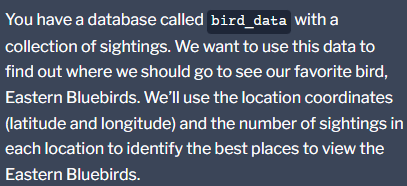 You have a database called bird_data with a
collection of sightings. We want to use this data to
find out where we should go to see our favorite bird,
Eastern Bluebirds. We’ll use the location coordinates
(latitude and longitude) and the number of sightings in
each location to identify the best places to view the
Eastern Bluebirds.